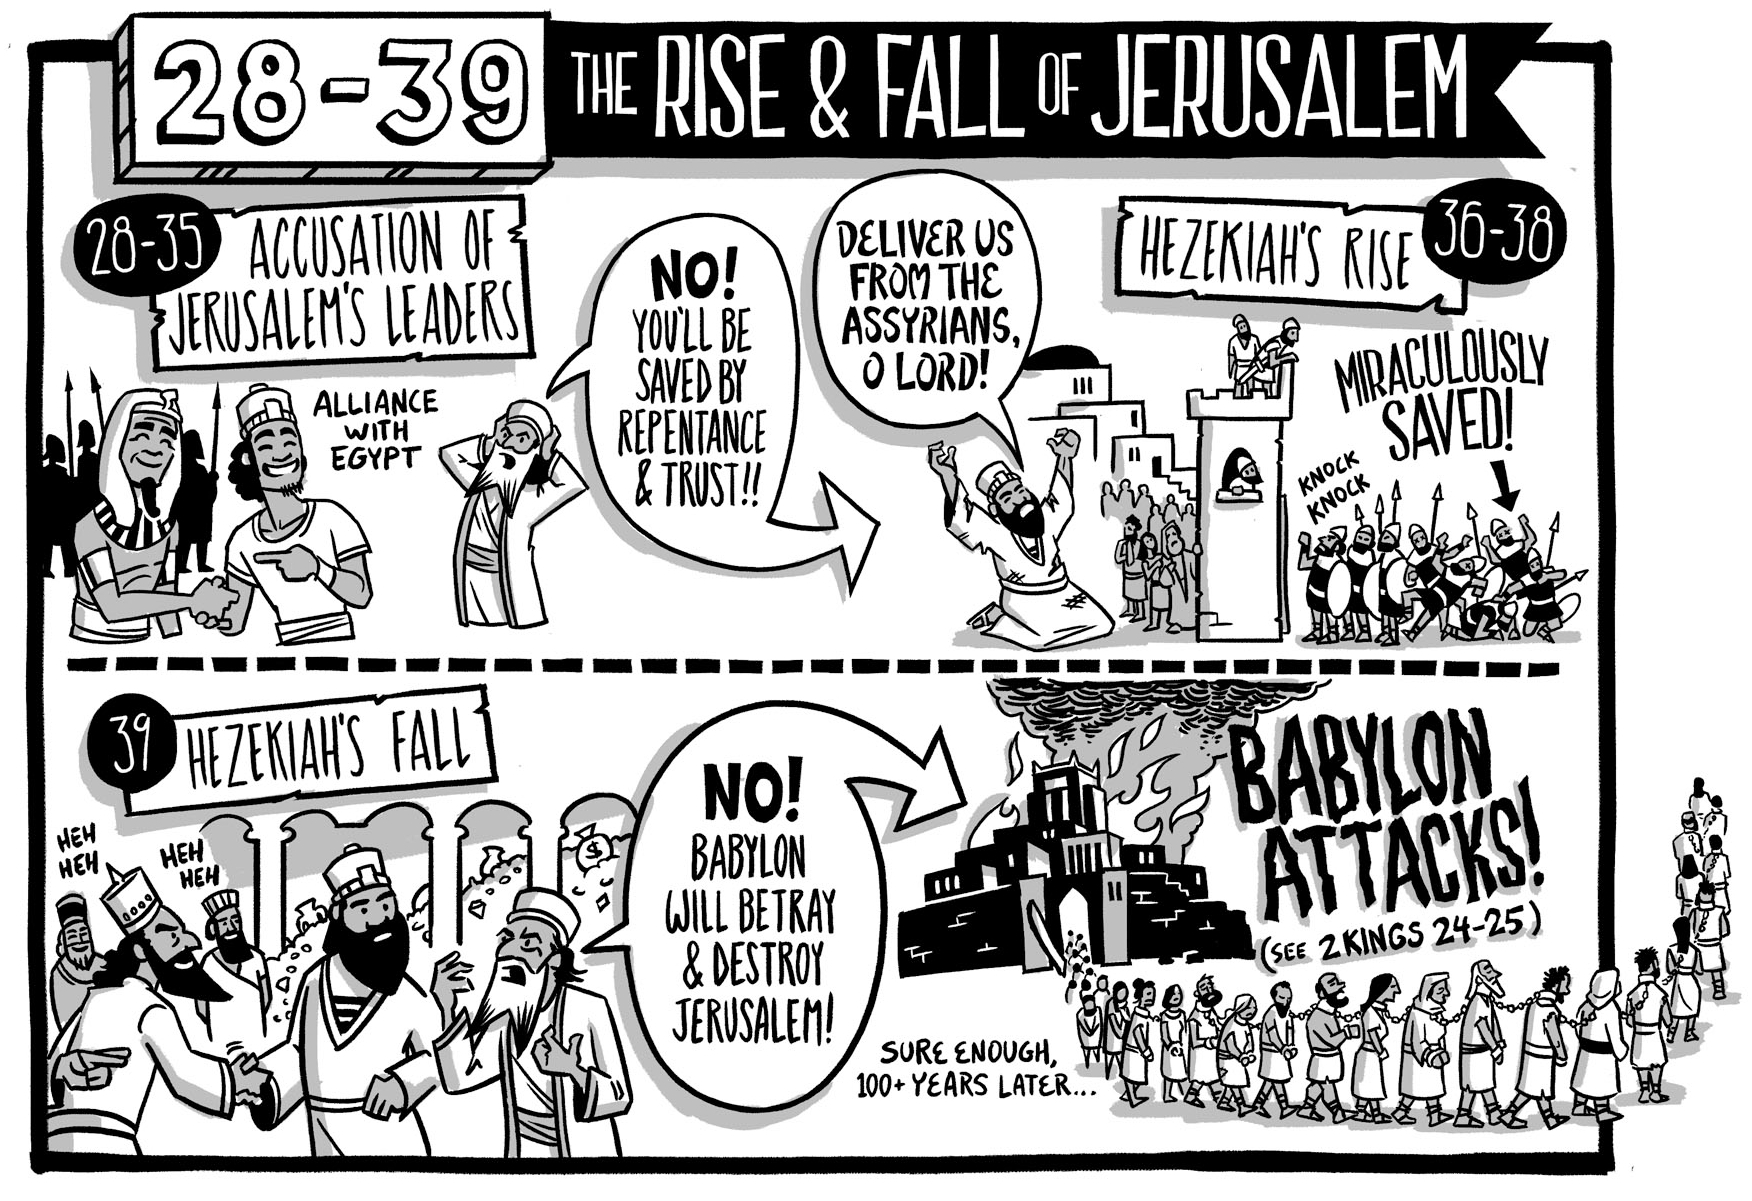 28-39
THE RISE & FALL OF JERUSALEM
28-35
ACCUSATION OF
JERUSALEM'S LEADERS
ALLIANCE
WITH
EGYPT
NO!
YOU'LL BE
SAVED BY
REPENTANCE
& TRUST!!
DELIVER US
FROM THE
ASSYRIANS,
O LORD!
HEZEKIAH'S RISE
36-38
MIRACULOUSLY
SAVED!
KNOCK
KNOCK
39
HEZEKIAH'S FALL
HEH
HEH
HEH
HEH
$
NO!
BABYLON
WILL BETRAY
& DESTROY
JERUSALEM!
BABYLON
ATTACKS!
(SEE 2 KINGS 24-25)
SURE ENOUGH,
100+ YEARS LATER...